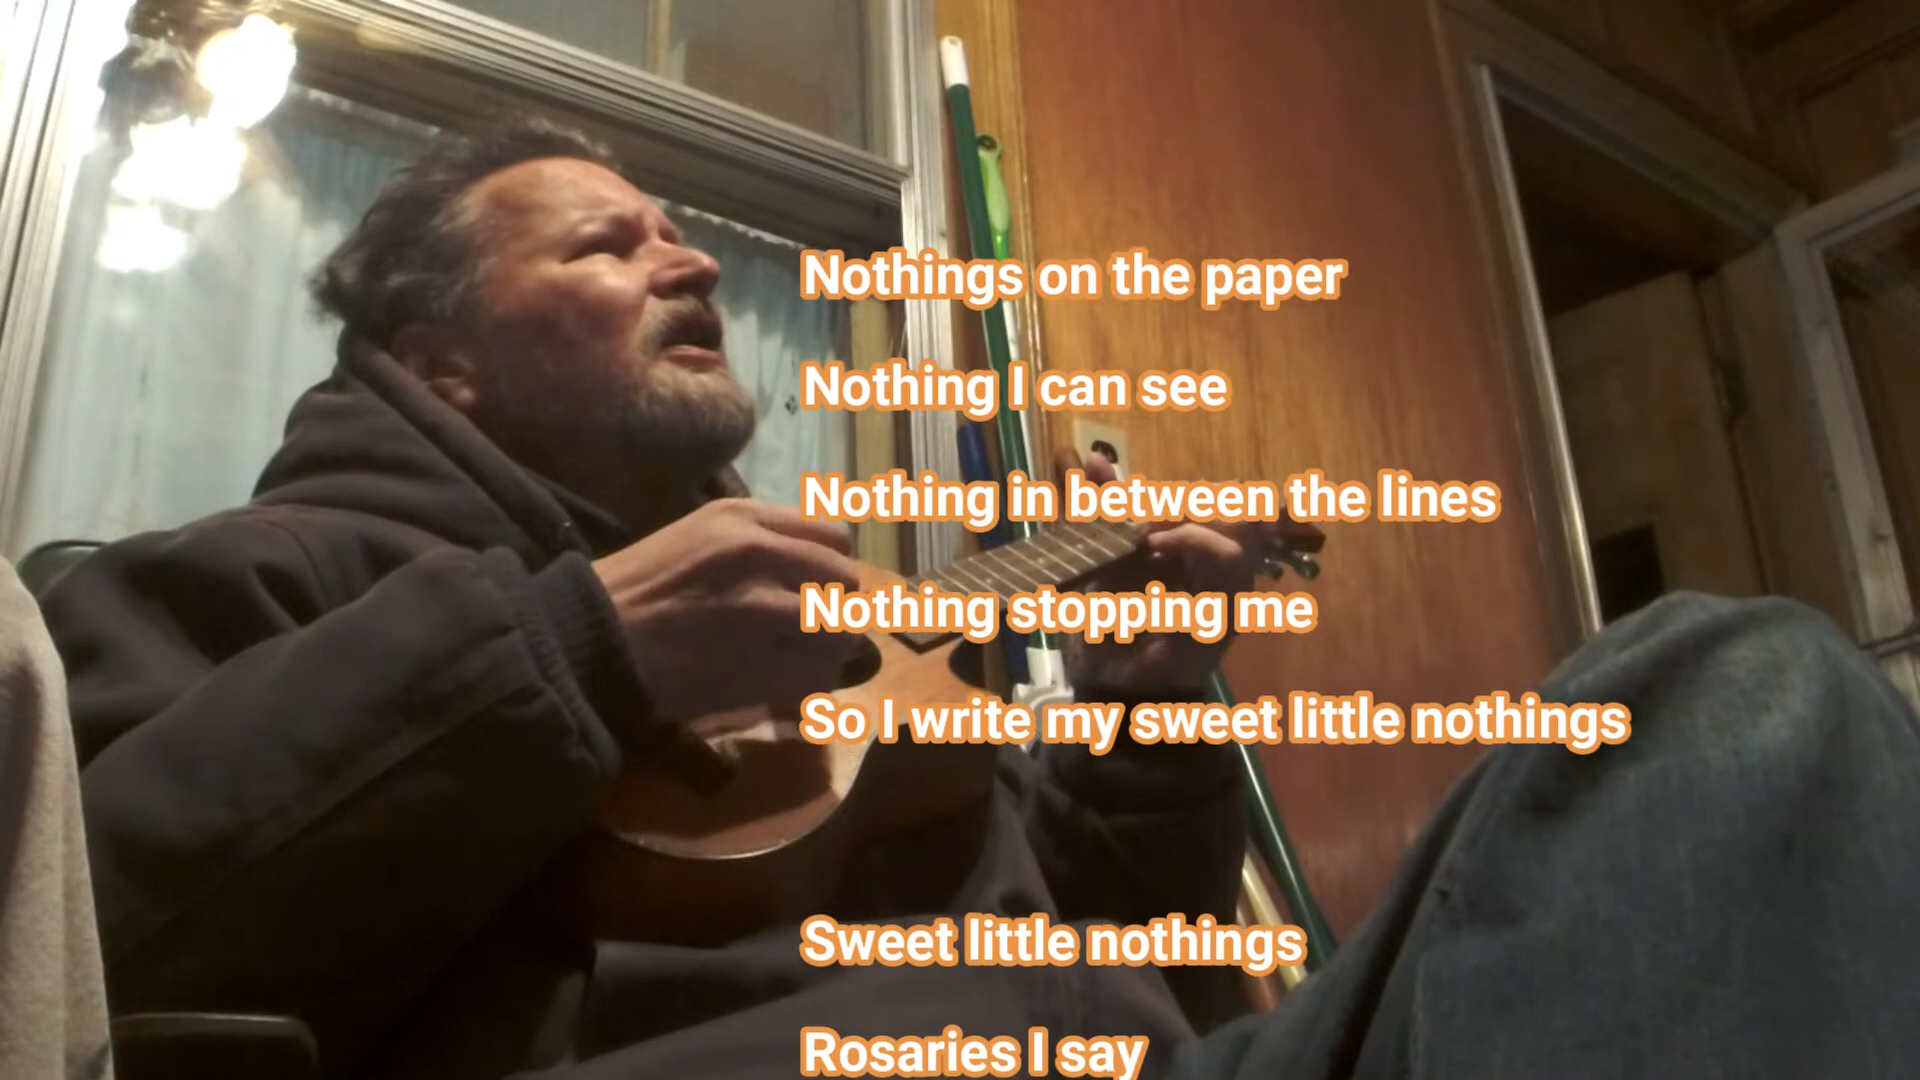 Nothings on the paper
Nothing I can see
Nothing in between the lines
Nothing stopping me
So I write my sweet little nothings
Sweet little nothings
Rosaries I say